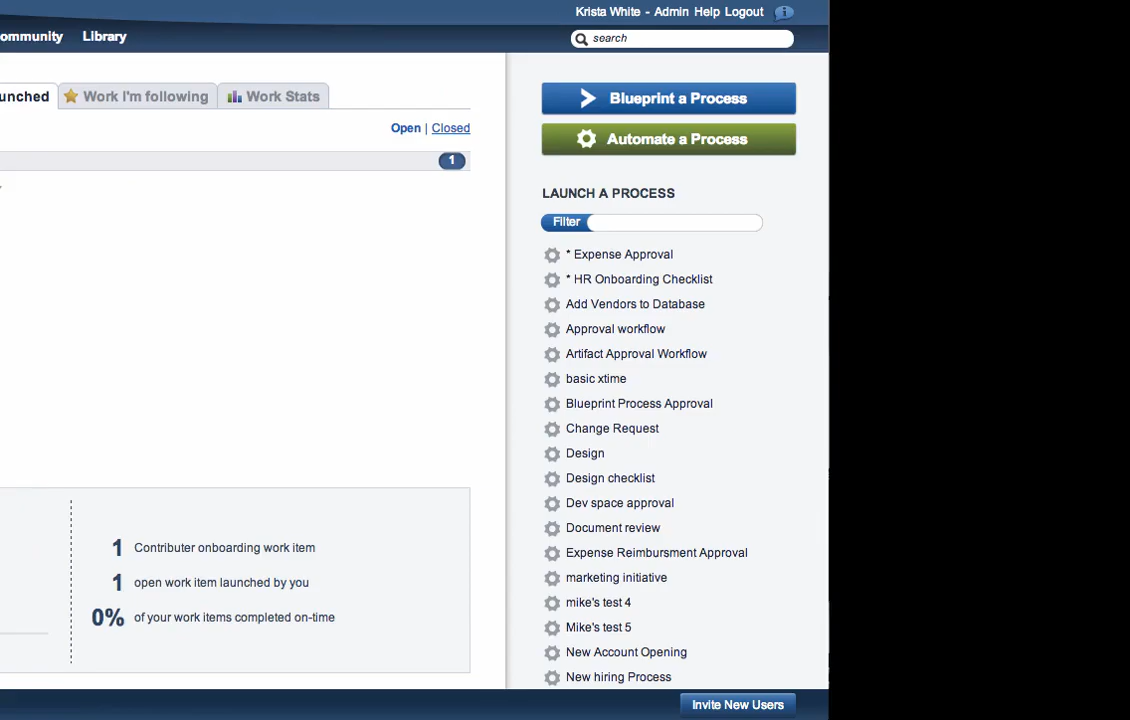 Krista White - Admin Help Logout
ommunity Library
search
unched Work I'm following Work Stats
Open | Closed
1
Blueprint a Process
Automate a Process
LAUNCH A PROCESS
Filter
* Expense Approval
* HR Onboarding Checklist
Add Vendors to Database
Approval workflow
Artifact Approval Workflow
basic xtime
Blueprint Process Approval
Change Request
Design
Design checklist
Dev space approval
Document review
Expense Reimbursment Approval
marketing initiative
mike's test 4
Mike's test 5
New Account Opening
New hiring Process
1 Contributer onboarding work item
1 open work item launched by you
0% of your work items completed on-time
Invite New Users